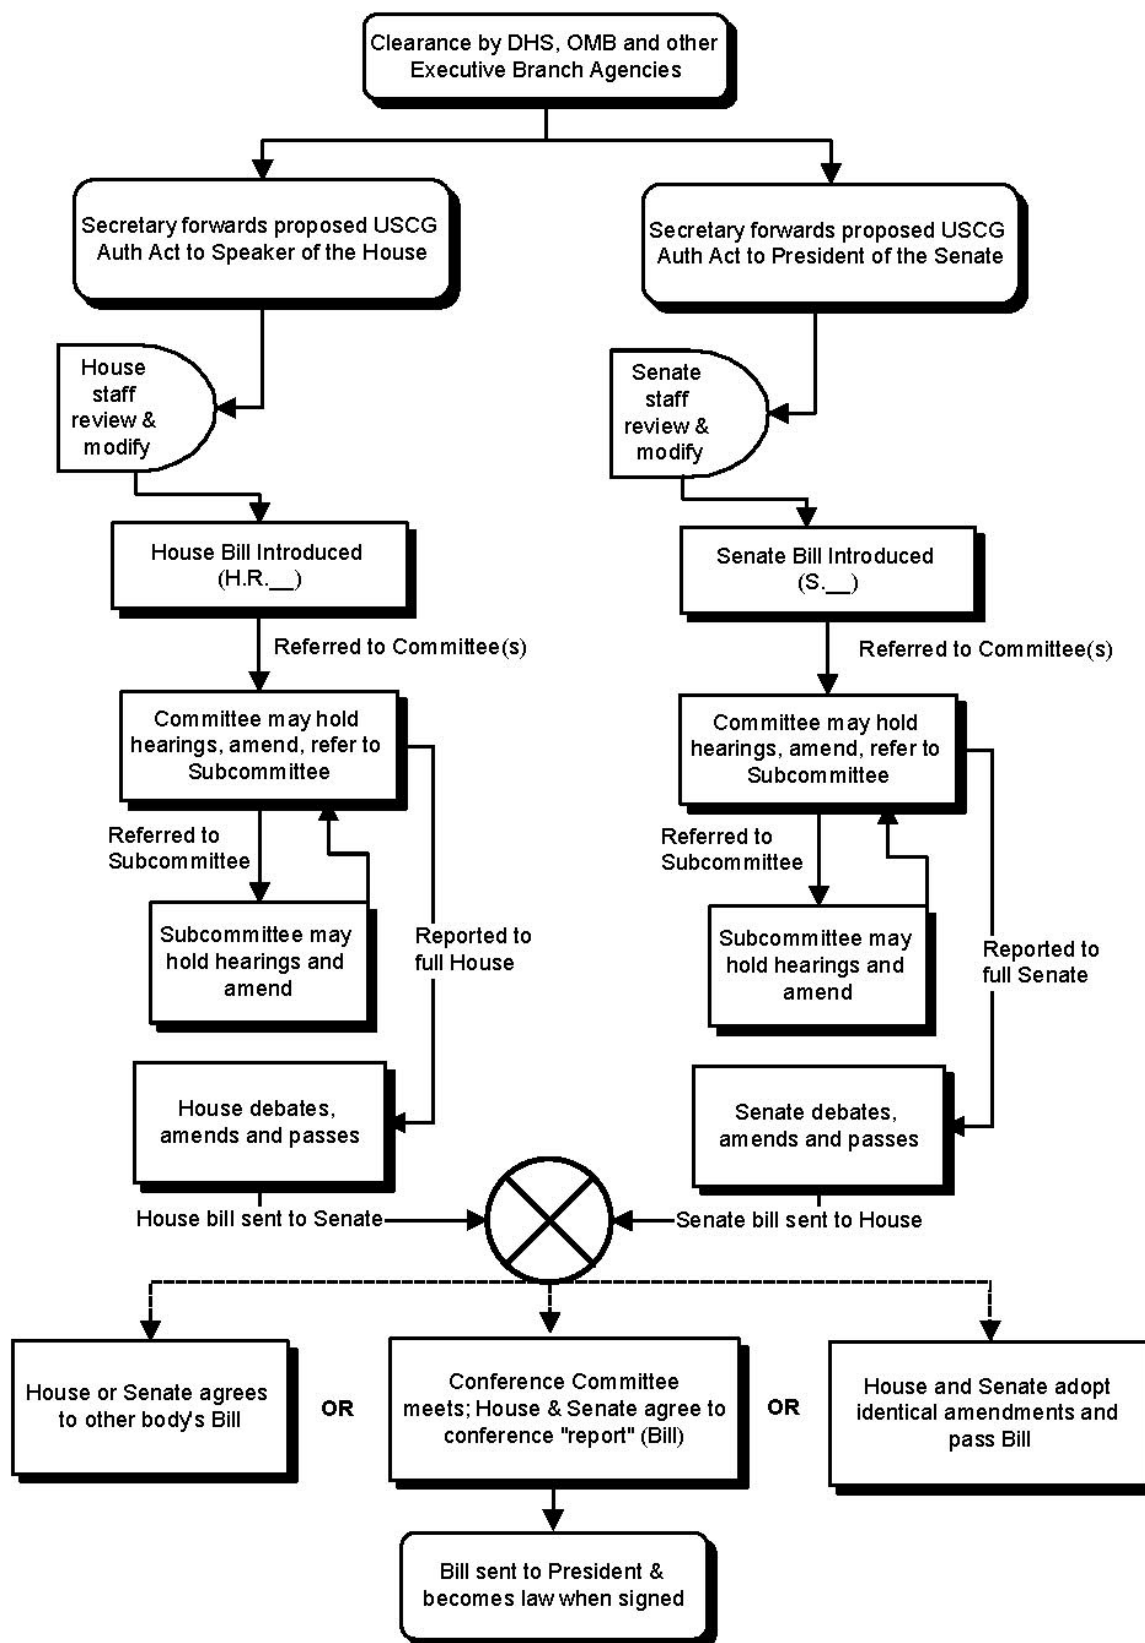 Clearance by DHS, OMB and other
Executive Branch Agencies
Secretary forwards proposed USCG
Auth Act to Speaker of the House
Secretary forwards proposed USCG
Auth Act to President of the Senate
House
staff
review &
modify
Senate
staff
review &
modify
House Bill Introduced
(H.R.__)
Senate Bill Introduced
(S.__)
Referred to Committee(s)
Referred to Committee(s)
Committee may hold
hearings, amend, refer to
Subcommittee
Committee may hold
hearings, amend, refer to
Subcommittee
Referred to
Subcommittee
Referred to
Subcommittee
Subcommittee may
hold hearings and
amend
Reported to
full House
Subcommittee may
hold hearings and
amend
Reported to
full Senate
House debates,
amends and passes
Senate debates,
amends and passes
House bill sent to Senate
Senate bill sent to House
House or Senate agrees
to other body's Bill
OR
Conference Committee
meets; House & Senate agree to
conference "report" (Bill)
OR
House and Senate adopt
identical amendments and
pass Bill
Bill sent to President &
becomes law when signed